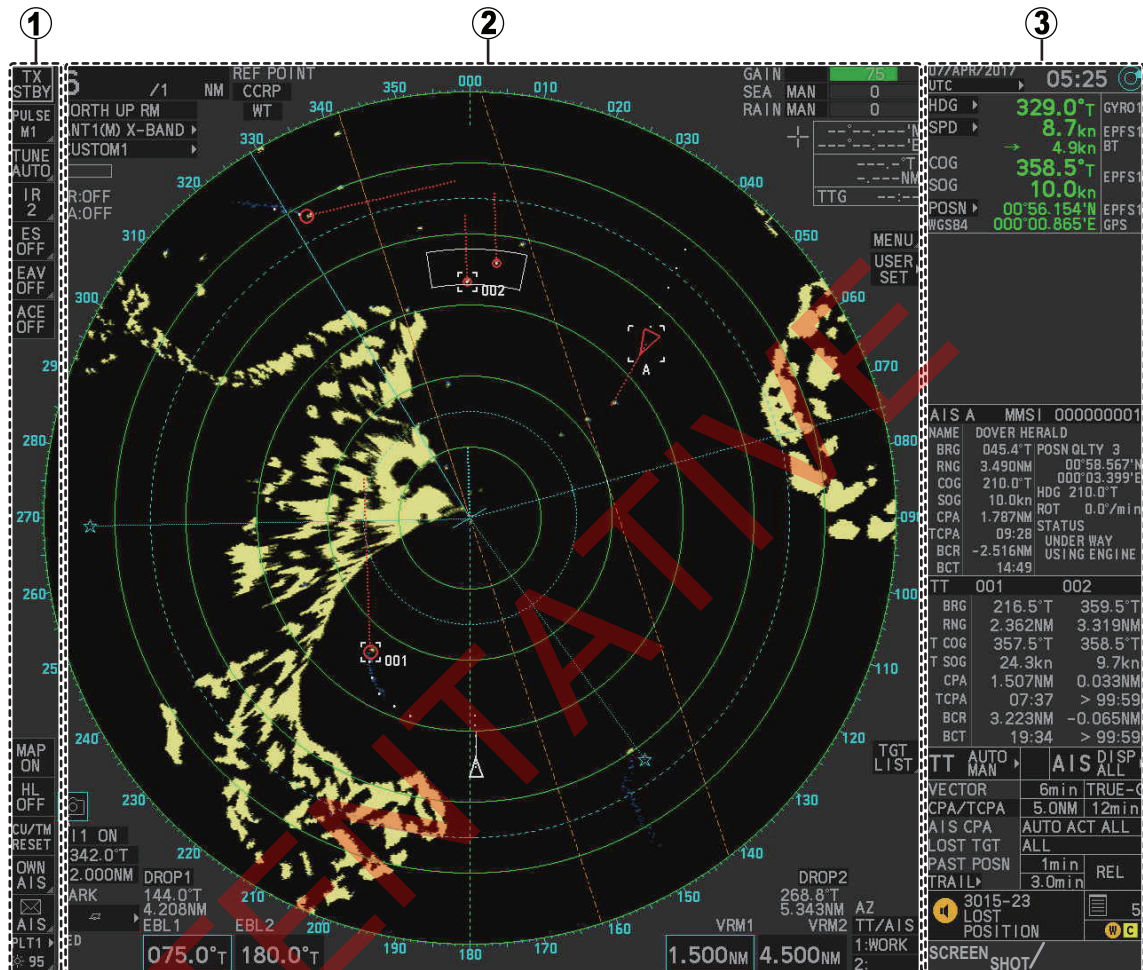 1
2
3
TX
STBY
PULSE
M1
TUNE
AUTO
IR
2
ES
OFF
EAV
OFF
ACE
OFF
MAP
ON
HL
OFF
CU/TM
RESET
OWN
AIS
AIS
PLT1
95
6 /1 NM
REF POINT
CCRP
WT
ORTH UP RM
NT1(M) X-BAND
CUSTOM1
R:OFF
A:OFF
GAIN 75
SEA MAN 0
RAIN MAN 0
--°--.---'N
---°--.---'E
---.-°T
--.--NM
TTG --:--
MENU
USER
SET
000
020
030
040
050
060
070
080
090
100
110
120
130
140
150
160
170
180
190
200
210
220
230
240
25
260
270
280
29
300
310
320
330
340
350
002
A
001
TENTATIVE
TGT
LIST
I1 ON
342.0°T
2.000NM
ARK
ED
DROP1
144.0°T
4.208NM
EBL1 EBL2
075.0°T 180.0°T
DROP2
268.8°T
5.343NM
VRM1 VRM2
1.500NM 4.500NM
AZ
TT/AIS
1:WORK
2:
07/APR/2017 05:25
UTC
HDG 329.0°T GYRO1
SPD 8.7kn EPFS1
→ 4.9kn BT
COG 358.5°T EPFS1
SOG 10.0kn
POSN 00°56.154'N EPFS1
WGSB4 000°00.865'E GPS
AIS A MMSI 000000001
NAME DOVER HERALD
BRG 045.4°T POSN QLTY 3
RNG 3.490NM 00°58.567'N
000°03.399'E
COG 210.0°T HDG 210.0°T
SOG 10.0kn ROT 0.0°/min
CPA 1.787NM STATUS
TCPA 09:28 UNDER WAY
BCR -2.516NM USING ENGINE
BCT 14:49
TT 001 002
BRG 216.5°T 359.5°T
RNG 2.362NM 3.319NM
T COG 357.5°T 358.5°T
T SOG 24.3kn 9.7kn
CPA 1.507NM 0.033NM
TCPA 07:37 > 99:59
BCR 3.223NM -0.065NM
BCT 19:34 > 99:59
TT AUTO MAN AIS DISP ALL
VECTOR 6min TRUE-G
CPA/TCPA 5.0NM 12min
AIS CPA AUTO ACT ALL
LOST TGT ALL
PAST POSN 1min REL
TRAIL 3.0min
3015-23 5
LOST
POSITION W C
SCREEN SHOT/